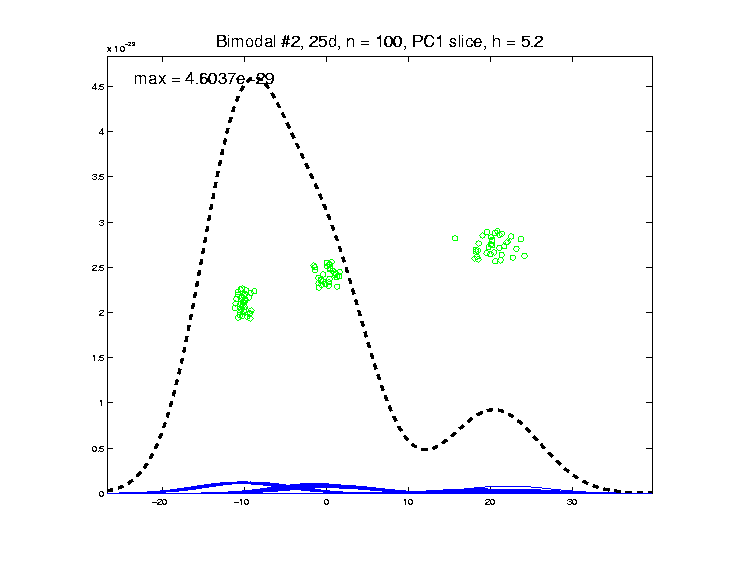 Bimodal #2, 25d, n = 100, PC1 slice, h = 5.2
x 10⁻²⁹
max = 4.6037e-29
4.5
4
3.5
3
2.5
2
1.5
1
0.5
0
-20 -10 0 10 20 30